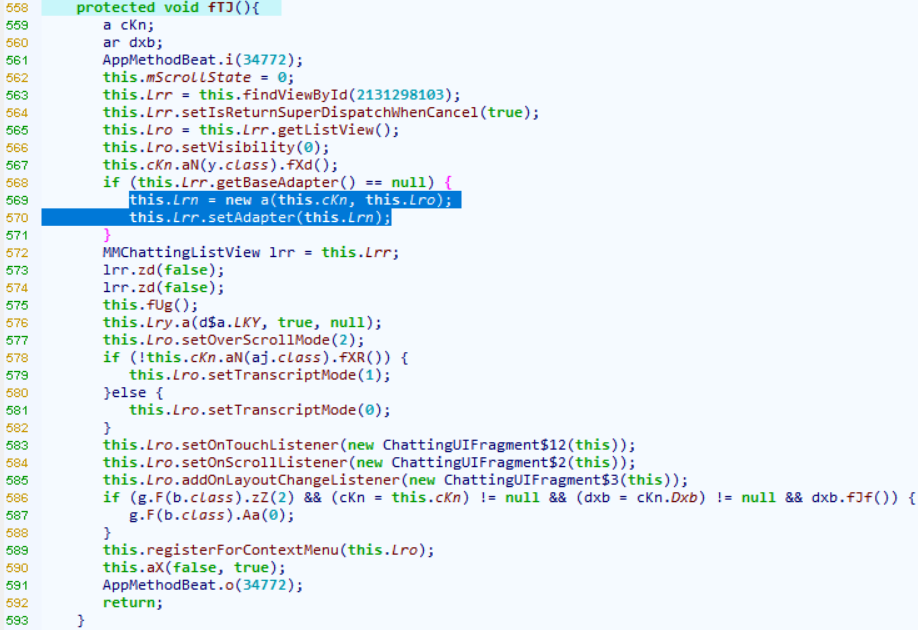 558 protected void fTJ(){
559 a cKn;
560 ar dxb;
561 AppMethodBeat.i(34772);
562 this.mScrollState = 0;
563 this.Lrr = this.findViewById(2131298103);
564 this.Lrr.setIsReturnSuperDispatchWhenCancel(true);
565 this.Lro = this.Lrr.getListView();
566 this.Lro.setVisibility(0);
567 this.cKn.aN(y.class).fXd();
568 if (this.Lrr.getBaseAdapter() == null) {
569 this.Lrn = new a(this.cKn, this.Lro);
570 this.Lrr.setAdapter(this.Lrn);
571 }
572 MMChattingListView lrr = this.Lrr;
573 lrr.zd(false);
574 lrr.zd(false);
575 this.fUg();
576 this.Lry.a(d$a.LKY, true, null);
577 this.Lro.setOverScrollMode(2);
578 if (!this.cKn.aN(aj.class).fXR()) {
579 this.Lro.setTranscriptMode(1);
580 }else {
581 this.Lro.setTranscriptMode(0);
582 }
583 this.Lro.setOnTouchListener(new ChattingUIFragment$12(this));
584 this.Lro.setOnScrollListener(new ChattingUIFragment$2(this));
585 this.Lro.addOnLayoutChangeListener(new ChattingUIFragment$3(this));
586 if (g.F(b.class).zZ(2) && (cKn = this.cKn) != null && (dxb = cKn.Dxb) != null && dxb.fJf()) {
587 g.F(b.class).Aa(0);
588 }
589 this.registerForContextMenu(this.Lro);
590 this.aX(false, true);
591 AppMethodBeat.o(34772);
592 return;
593 }